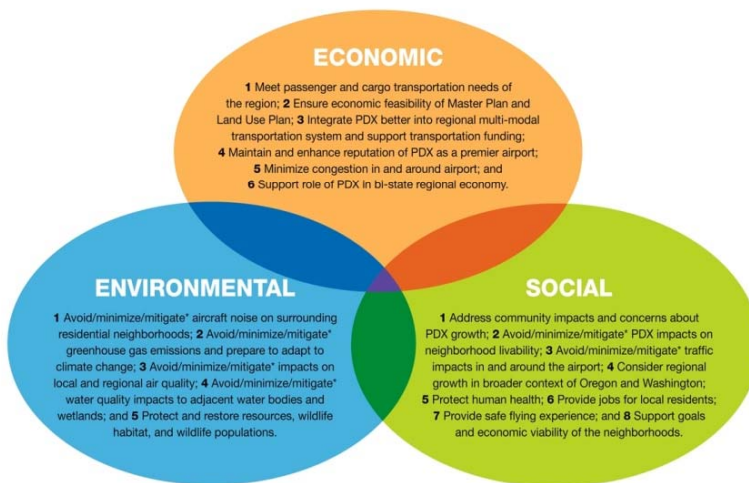 ECONOMIC
1 Meet passenger and cargo transportation needs of
the region; 2 Ensure economic feasibility of Master Plan and
Land Use Plan; 3 Integrate PDX better into regional multi-modal
transportation system and support transportation funding;
4 Maintain and enhance reputation of PDX as a premier airport;
5 Minimize congestion in and around airport; and
6 Support role of PDX in bi-state regional economy.
ENVIRONMENTAL
1 Avoid/minimize/mitigate* aircraft noise on surrounding
residential neighborhoods; 2 Avoid/minimize/mitigate*
greenhouse gas emissions and prepare to adapt to
climate change; 3 Avoid/minimize/mitigate* impacts on
local and regional air quality; 4 Avoid/minimize/mitigate*
water quality impacts to adjacent water bodies and
wetlands; and 5 Protect and restore resources, wildlife
habitat, and wildlife populations.
SOCIAL
1 Address community impacts and concerns about
PDX growth; 2 Avoid/minimize/mitigate* PDX impacts on
neighborhood livability; 3 Avoid/minimize/mitigate* traffic
impacts in and around the airport; 4 Consider regional
growth in broader context of Oregon and Washington;
5 Protect human health; 6 Provide jobs for local residents;
7 Provide safe flying experience; and 8 Support goals
and economic viability of the neighborhoods.